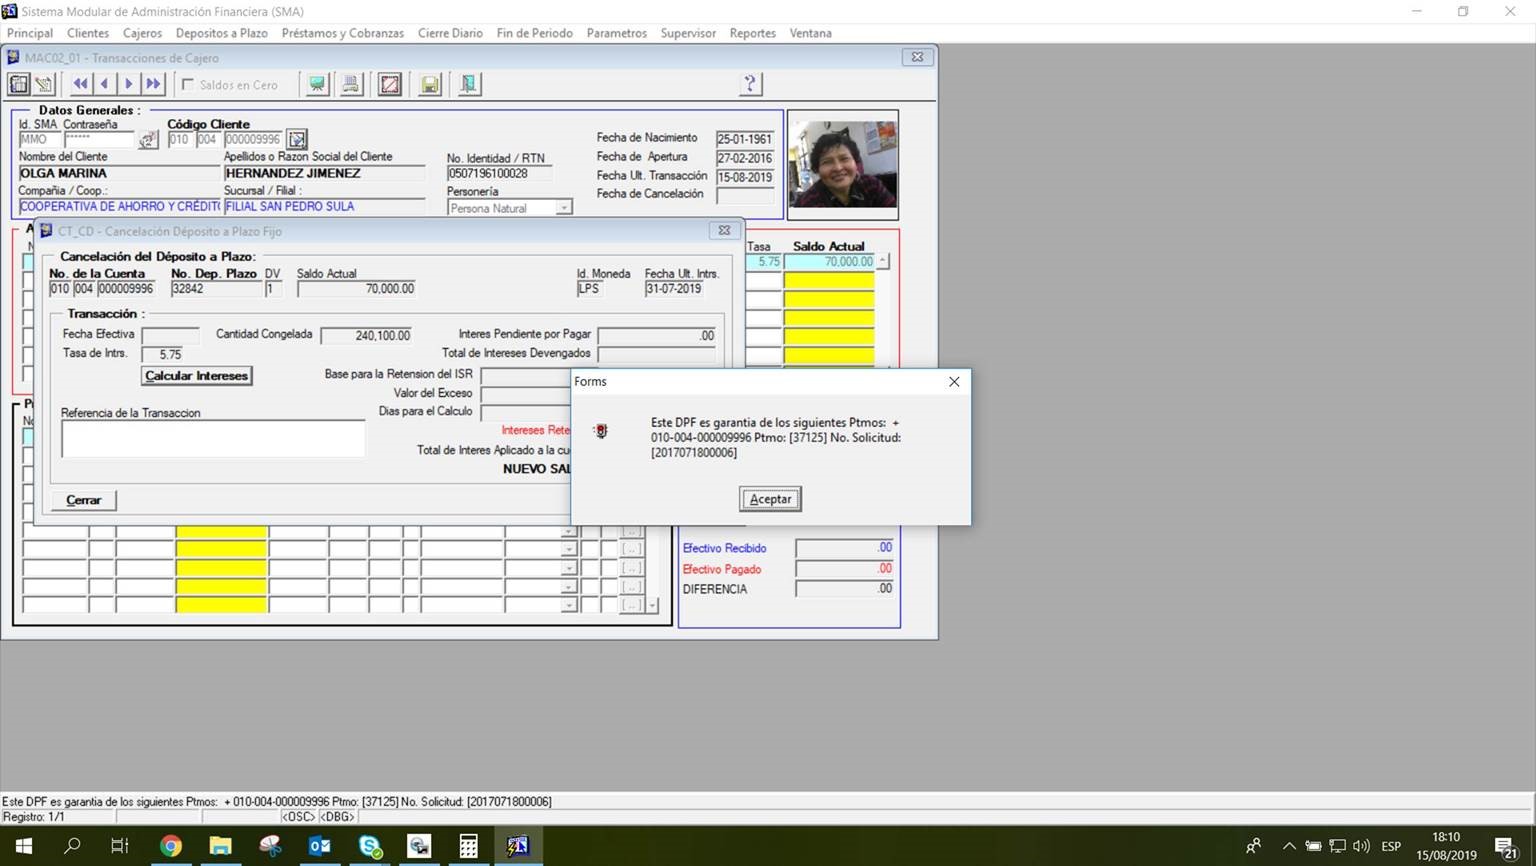 Sistema Modular de Administración Financiera (SMA)
Principal Clientes Cajeros Depositos a Plazo Préstamos y Cobranzas Cierre Diario Fin de Periodo Parametros Supervisor Reportes Ventana
MAC02_01 - Transacciones de Cajero
Saldos en Cero
?
Datos Generales :
Id. SMA Contraseña Código Cliente
MMO ****** 010 004 000009996
Nombre del Cliente Apellidos o Razon Social del Cliente No. Identidad / RTN
OLGA MARINA HERNANDEZ JIMENEZ 0507196100028
Compañia / Coop.: Sucursal / Filial : Personería
COOPERATIVA DE AHORRO Y CRÉDITO FILIAL SAN PEDRO SULA Persona Natural
Fecha de Nacimiento 25-01-1961
Fecha de Apertura 27-02-2016
Fecha Ult. Transacción 15-08-2019
Fecha de Cancelación
Tasa Saldo Actual
5.75 70,000.00
CT_CD - Cancelación Déposito a Plazo Fijo
Cancelación del Déposito a Plazo:
No. de la Cuenta No. Dep. Plazo DV Saldo Actual Id. Moneda Fecha Ult. Intrs.
010 004 000009996 32842 1 70,000.00 LPS 31-07-2019
Transacción :
Fecha Efectiva Cantidad Congelada 240,100.00 Interes Pendiente por Pagar .00
Tasa de Intrs. 5.75 Total de Intereses Devengados
Calcular Intereses Base para la Retension del ISR
Valor del Exceso
Referencia de la Transaccion Dias para el Calculo
Intereses Rete
Total de Interes Aplicado a la cu
NUEVO SAL
Cerrar
Forms
Este DPF es garantia de los siguientes Ptmos: +
010-004-000009996 Ptmo: [37125] No. Solicitud:
[2017071800006]
Aceptar
Efectivo Recibido .00
Efectivo Pagado .00
DIFERENCIA .00
Este DPF es garantia de los siguientes Ptmos: + 010-004-000009996 Ptmo: [37125] No. Solicitud: [2017071800006]
Registro: 1/1 <OSC> <DBG>
ESP
18:10
15/08/2019
21